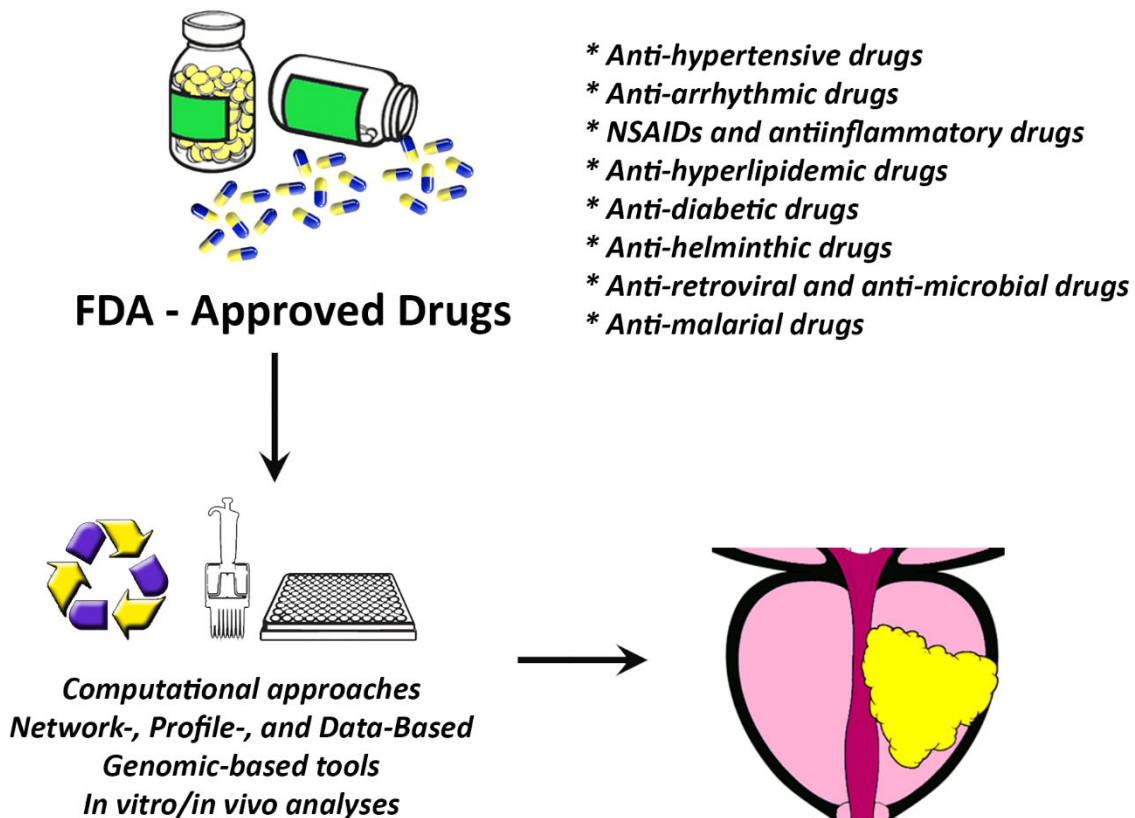 * Anti-hypertensive drugs
* Anti-arrhythmic drugs
* NSAIDs and antiinflammatory drugs
* Anti-hyperlipidemic drugs
* Anti-diabetic drugs
* Anti-helminthic drugs
* Anti-retroviral and anti-microbial drugs
* Anti-malarial drugs
FDA - Approved Drugs
Computational approaches
Network-, Profile-, and Data-Based
Genomic-based tools
In vitro/in vivo analyses